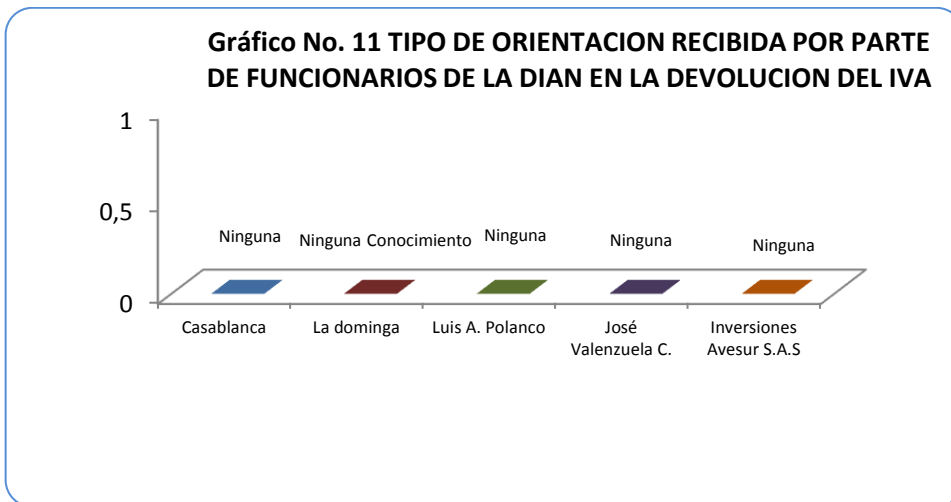 Gráfico No. 11 TIPO DE ORIENTACION RECIBIDA POR PARTE
DE FUNCIONARIOS DE LA DIAN EN LA DEVOLUCION DEL IVA
1
0,5
0
Ninguna
Ninguna Conocimiento
Ninguna
Ninguna
Ninguna
Casablanca
La dominga
Luis A. Polanco
José
Valenzuela C.
Inversiones
Avesur S.A.S